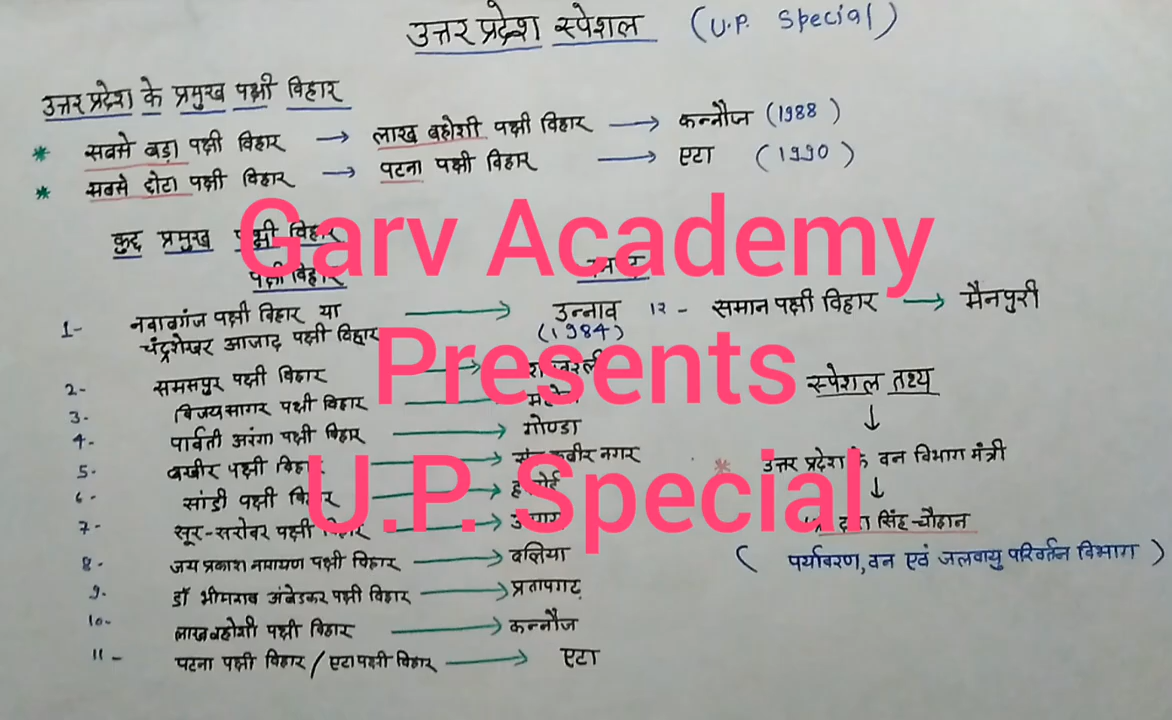 उत्तर प्रदेश स्पेशल (U.P. Special)
उत्तर प्रदेश के प्रमुख पक्षी विहार
* सबसे बड़ा पक्षी विहार → लाख बहोशी पक्षी विहार → कन्नौज (1988)
* सबसे छोटा पक्षी विहार → पटना पक्षी विहार → एटा (1990)
Garv Academy
कुछ प्रमुख पक्षी विहार
पक्षी विहार
1- नवाबगंज पक्षी विहार या → उन्नाव
चंद्रशेखर आजाद पक्षी विहार (1984)
12- समान पक्षी विहार → मैनपुरी
Presents
2- समसपुर पक्षी विहार →
3- विजयसागर पक्षी विहार →
4- पार्वती अरंगा पक्षी विहार → गोण्डा
5- बखीर पक्षी विहार → कबीर नगर
6- सांडी पक्षी विहार →
7- सूर-सरोवर पक्षी विहार →
8- जय प्रकाश नारायण पक्षी विहार → बलिया
9- डॉ भीमराव अंबेडकर पक्षी विहार → प्रतापगढ़
10- लाख बहोशी पक्षी विहार → कन्नौज
11- पटना पक्षी विहार / एटा पक्षी विहार → एटा
स्पेशल तथ्य
↓
* उत्तर प्रदेश के वन विभाग मंत्री
↓
U.P. Special
सिंह चौहान
( पर्यावरण, वन एवं जलवायु परिवर्तन विभाग )